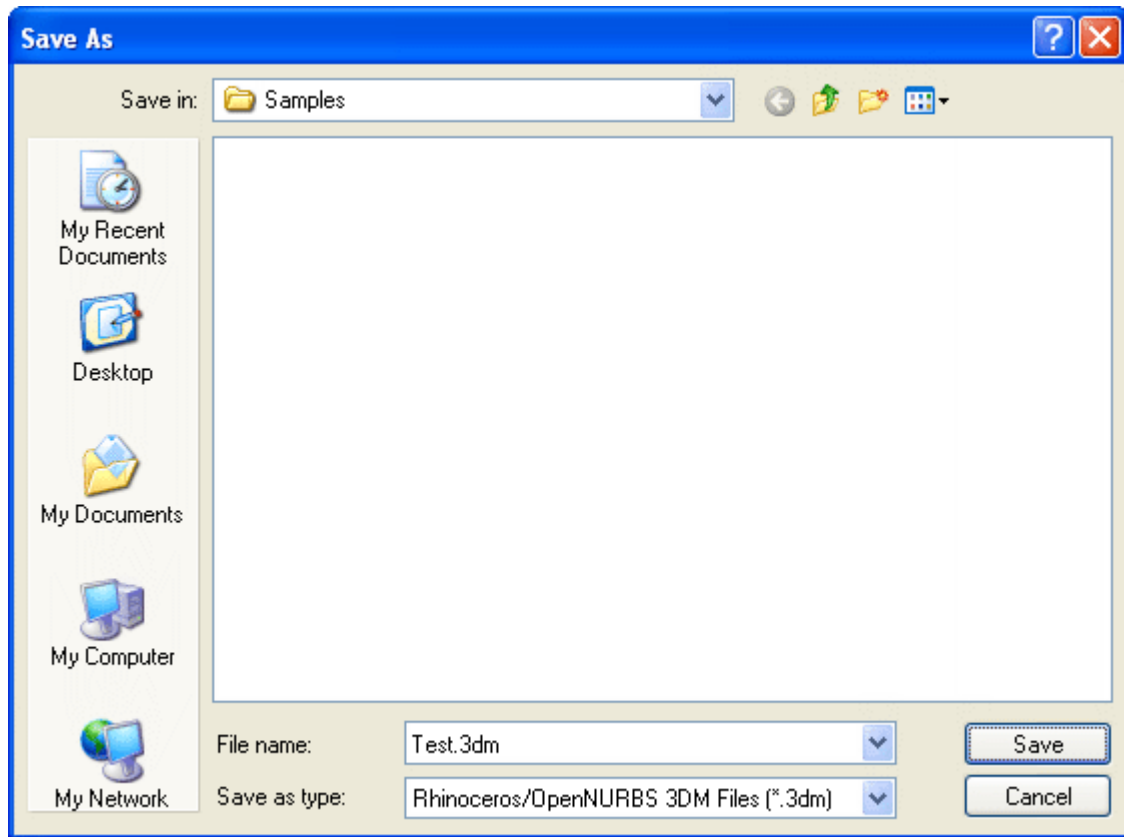 Save As
Save in:
Samples
My Recent
Documents
Desktop
My Documents
My Computer
My Network
File name:
Test.3dm
Save
Save as type:
Rhinoceros/OpenNURBS 3DM Files (*.3dm)
Cancel